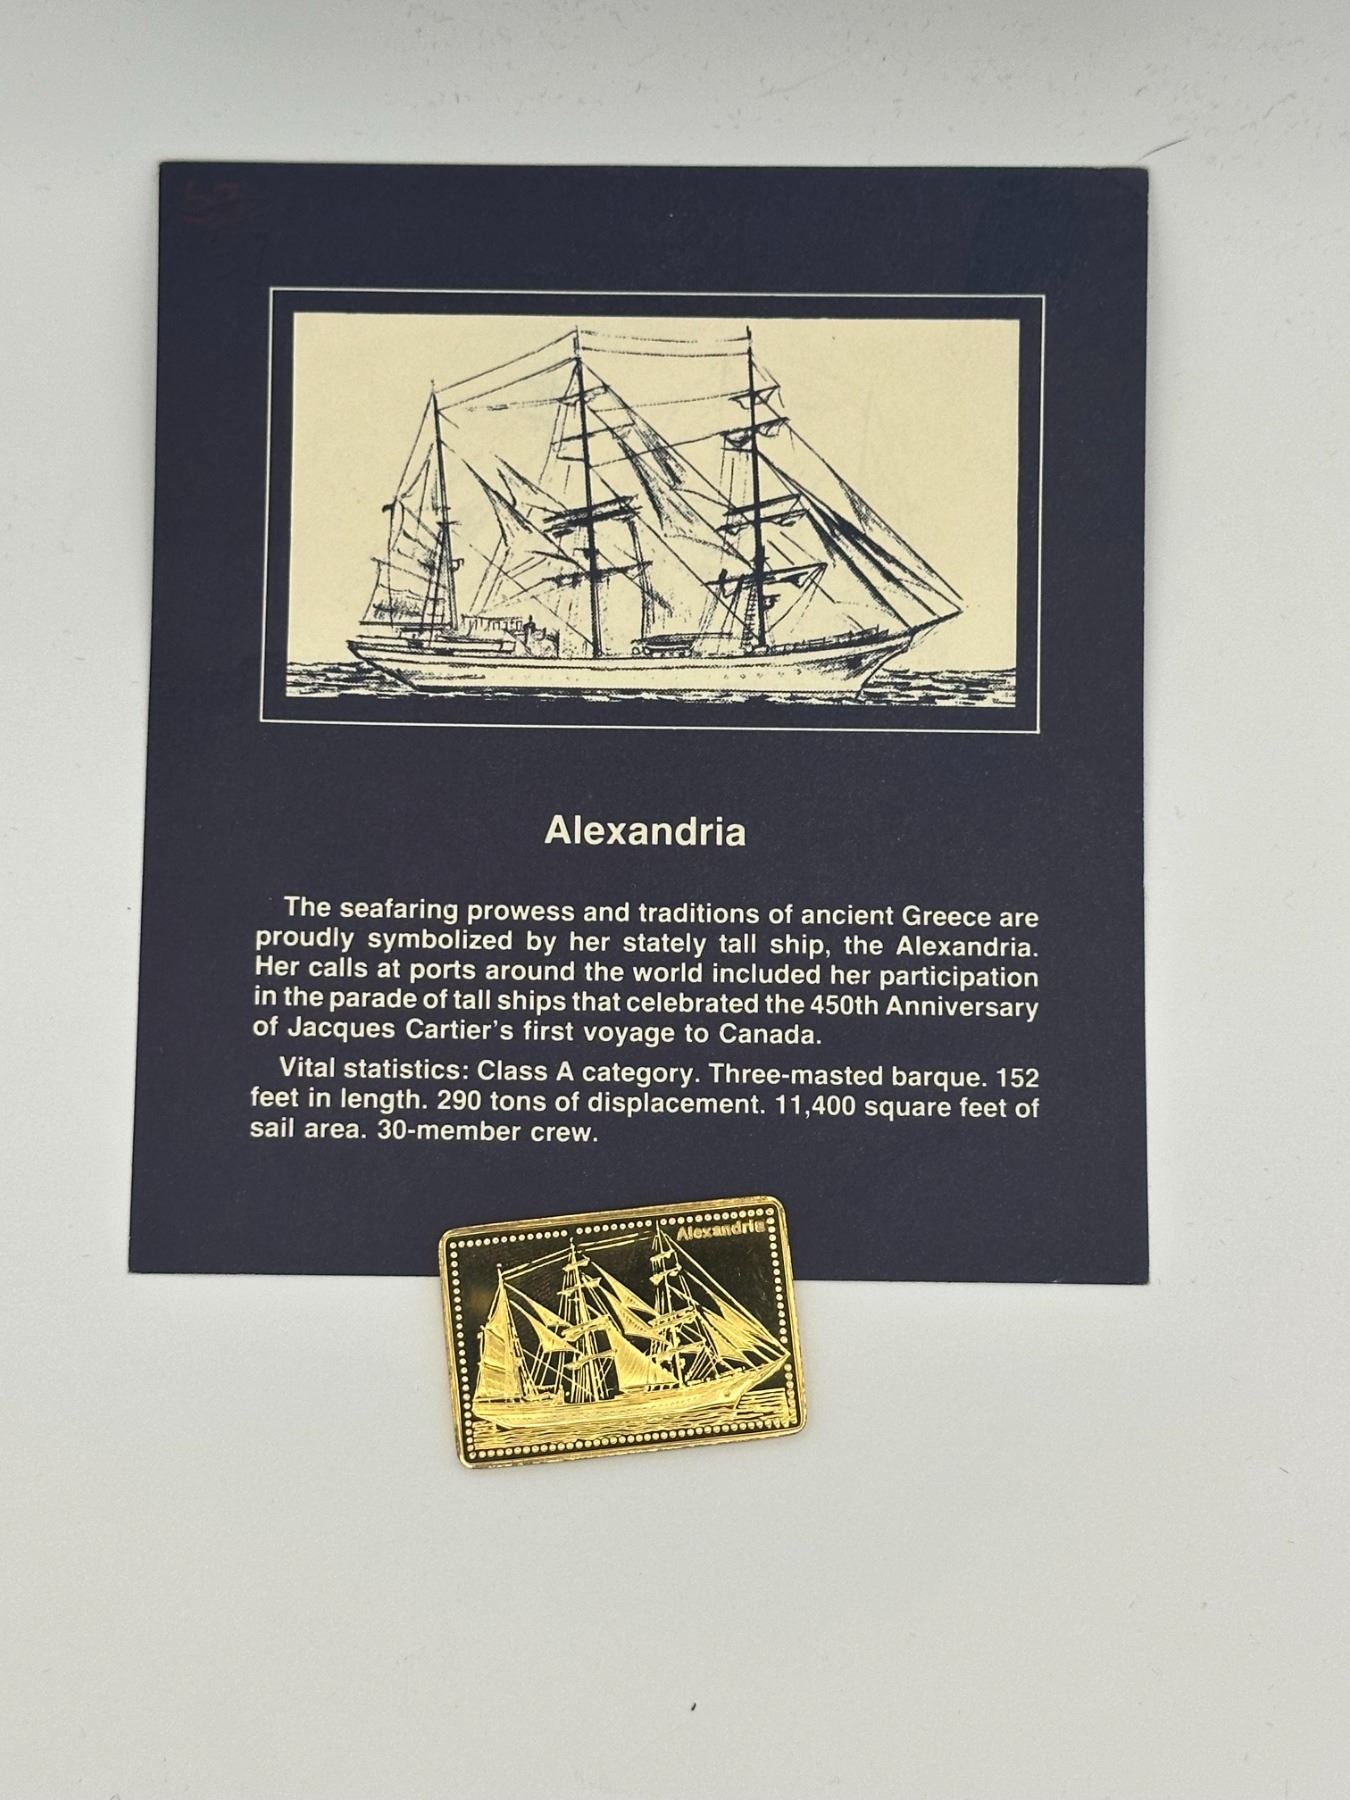 Alexandria
The seafaring prowess and traditions of ancient Greece are
proudly symbolized by her stately tall ship, the Alexandria.
Her calls at ports around the world included her participation
in the parade of tall ships that celebrated the 450th Anniversary
of Jacques Cartier's first voyage to Canada.
Vital statistics: Class A category. Three-masted barque. 152
feet in length. 290 tons of displacement. 11,400 square feet of
sail area. 30-member crew.
Alexandria